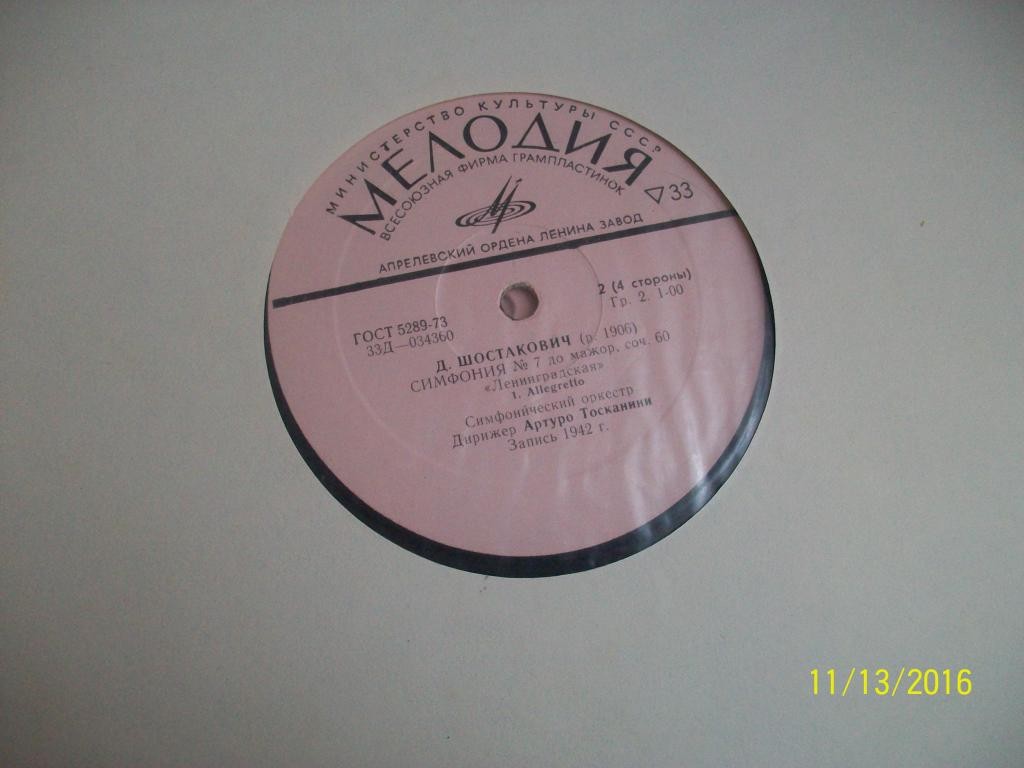 МИНИСТЕРСТВО КУЛЬТУРЫ СССР
МЕЛОДИЯ
ВСЕСОЮЗНАЯ ФИРМА ГРАМПЛАСТИНОК
33
АПРЕЛЕВСКИЙ ОРДЕНА ЛЕНИНА ЗАВОД
2 (4 стороны)
Гр. 2. 1-00
ГОСТ 5289-73
33Д—034360
Д. ШОСТАКОВИЧ (р. 1906)
СИМФОНИЯ № 7 до мажор, соч. 60
«Ленинградская»
1. Allegretto
Симфонический оркестр
Дирижер Артуро Тосканини
Запись 1942 г.
11/13/2016